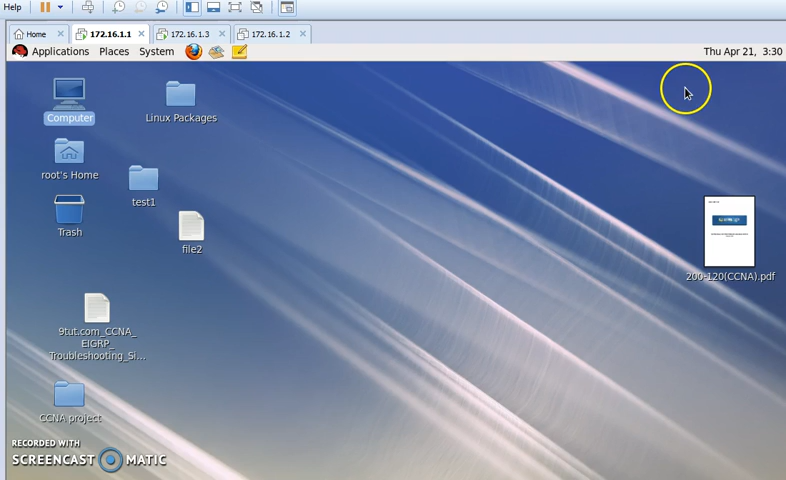 Help
Home
172.16.1.1
172.16.1.3
172.16.1.2
Applications Places System
Thu Apr 21, 3:30
Computer
Linux Packages
root's Home
test1
Trash
file2
200-120(CCNA).pdf
9tut.com_CCNA_
EIGRP_
Troubleshooting_Si...
CCNA project
RECORDED WITH
SCREENCAST MATIC